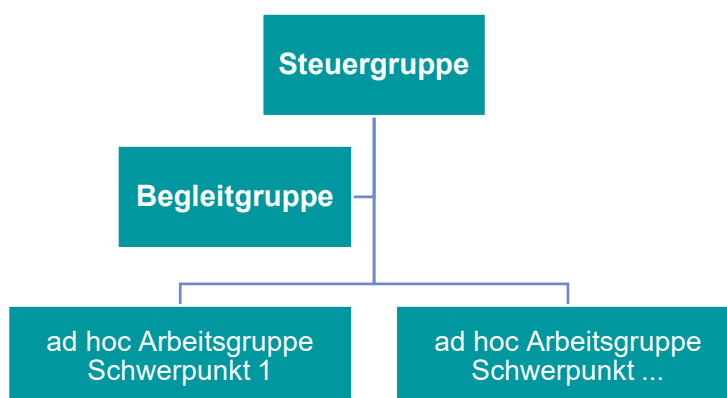 Steuergruppe
Begleitgruppe
ad hoc Arbeitsgruppe
Schwerpunkt 1
ad hoc Arbeitsgruppe
Schwerpunkt ...